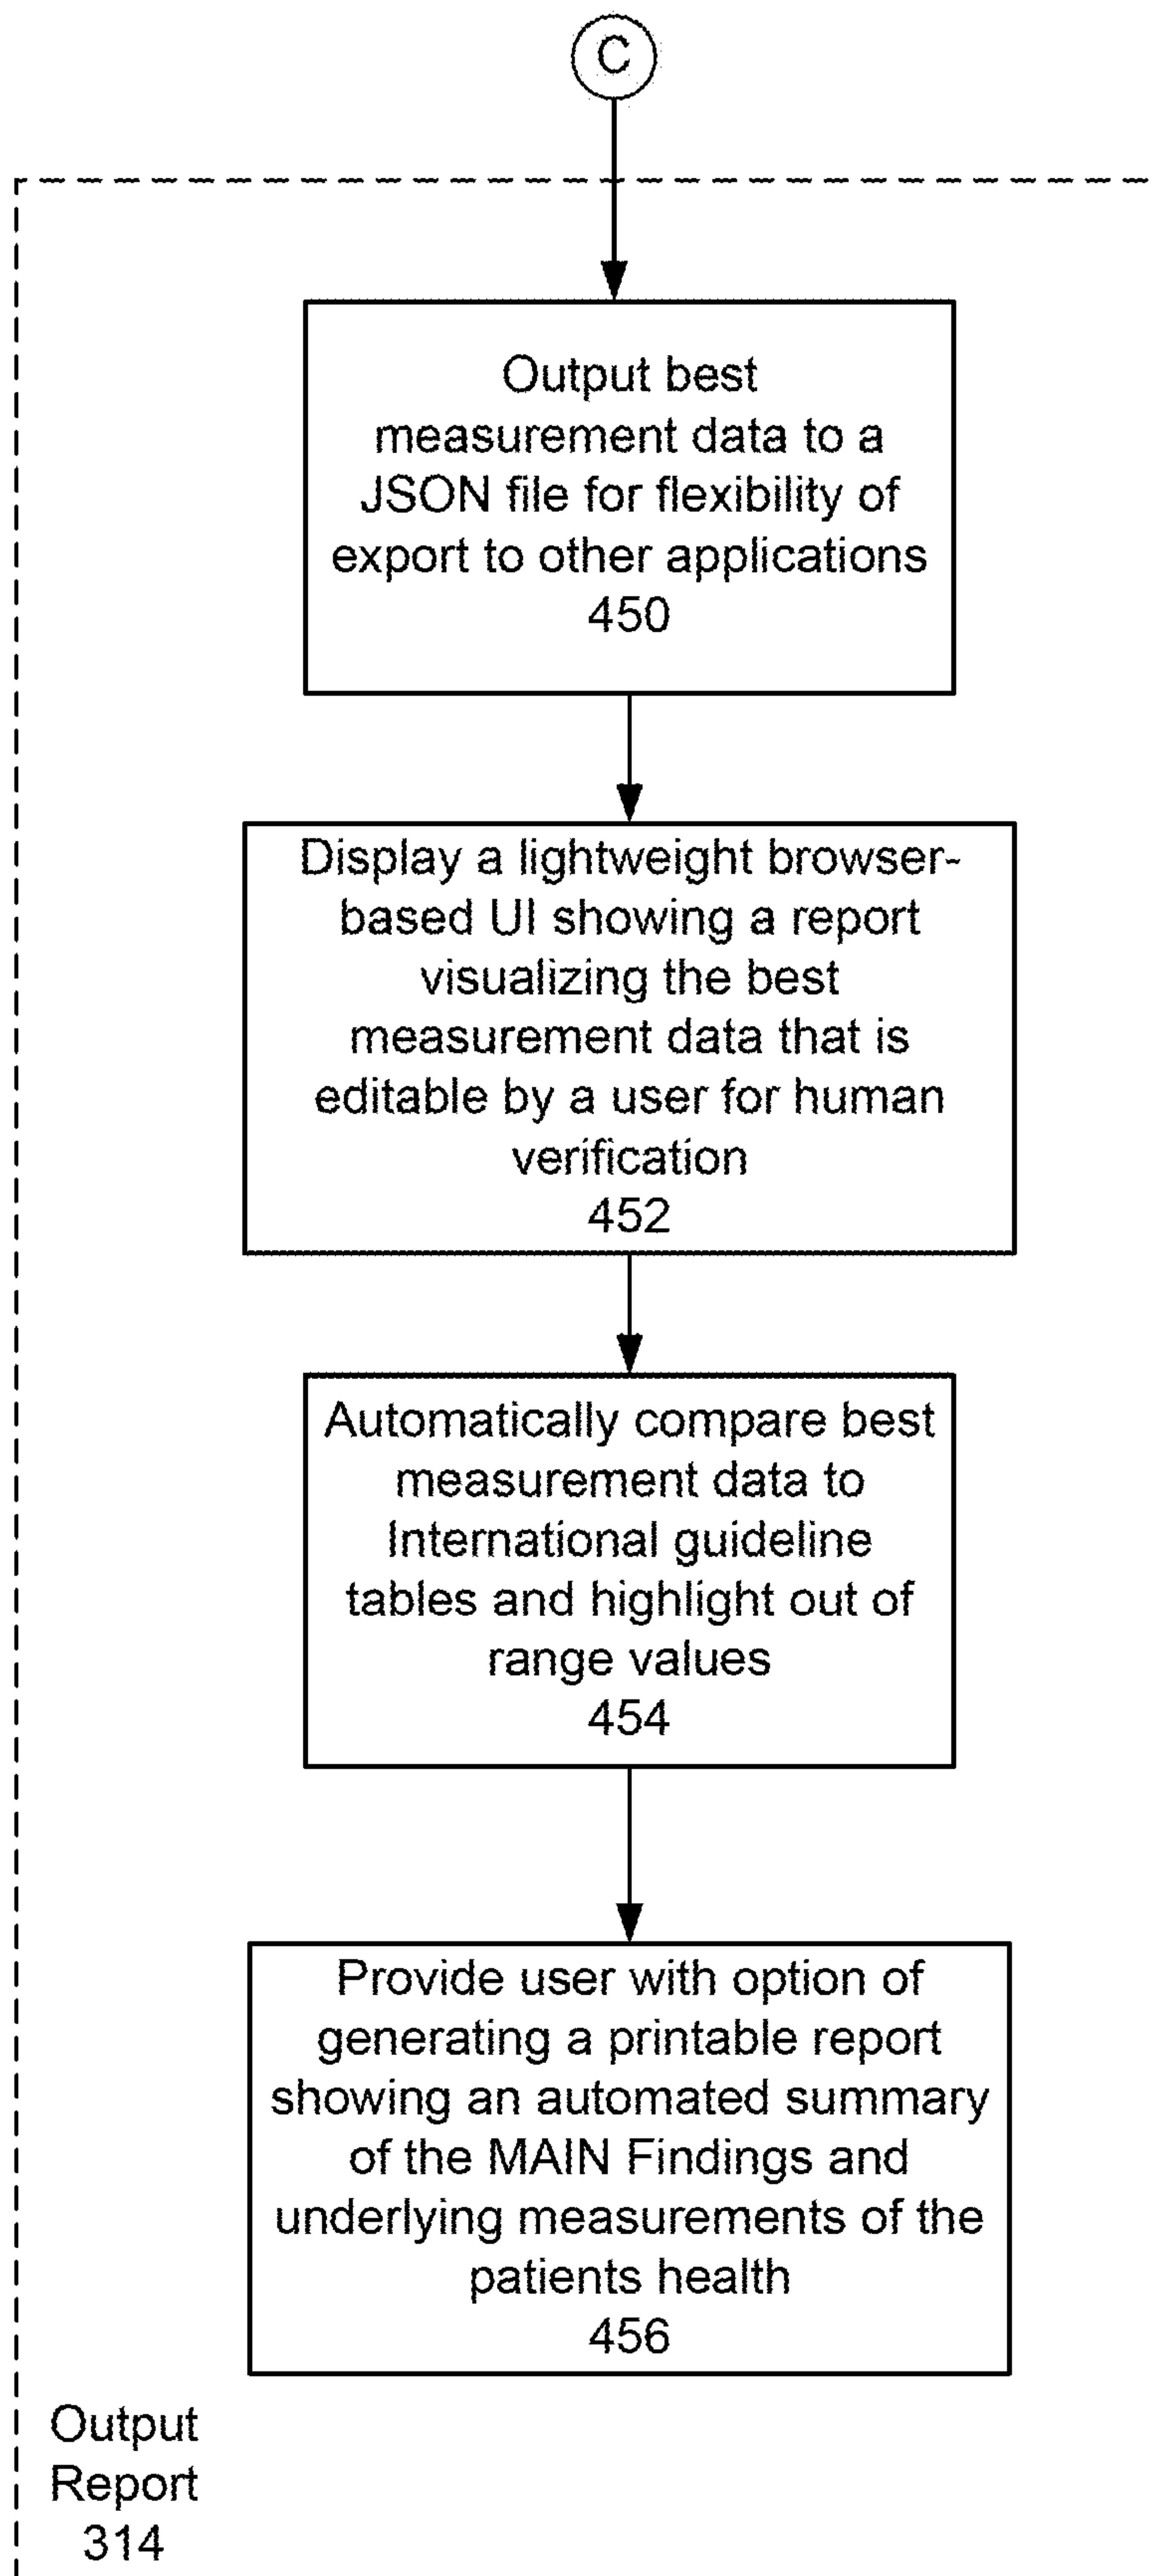 C
Output best
measurement data to a
JSON file for flexibility of
export to other applications
450
Display a lightweight browser-
based UI showing a report
visualizing the best
measurement data that is
editable by a user for human
verification
452
Automatically compare best
measurement data to
International guideline
tables and highlight out of
range values
454
Provide user with option of
generating a printable report
showing an automated summary
of the MAIN Findings and
underlying measurements of the
patients health
456
Output
Report
314